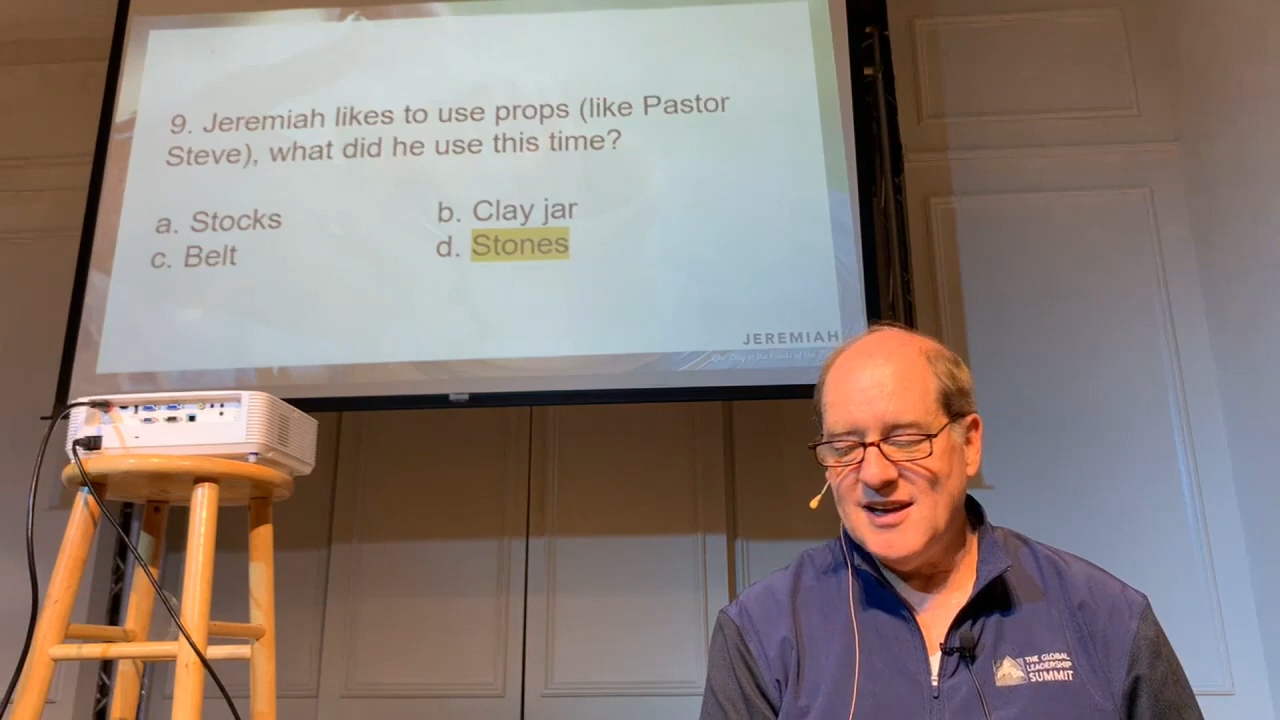 9. Jeremiah likes to use props (like Pastor
Steve), what did he use this time?
a. Stocks
b. Clay jar
c. Belt
d. Stones
JEREMIAH
THE GLOBAL
LEADERSHIP
SUMMIT